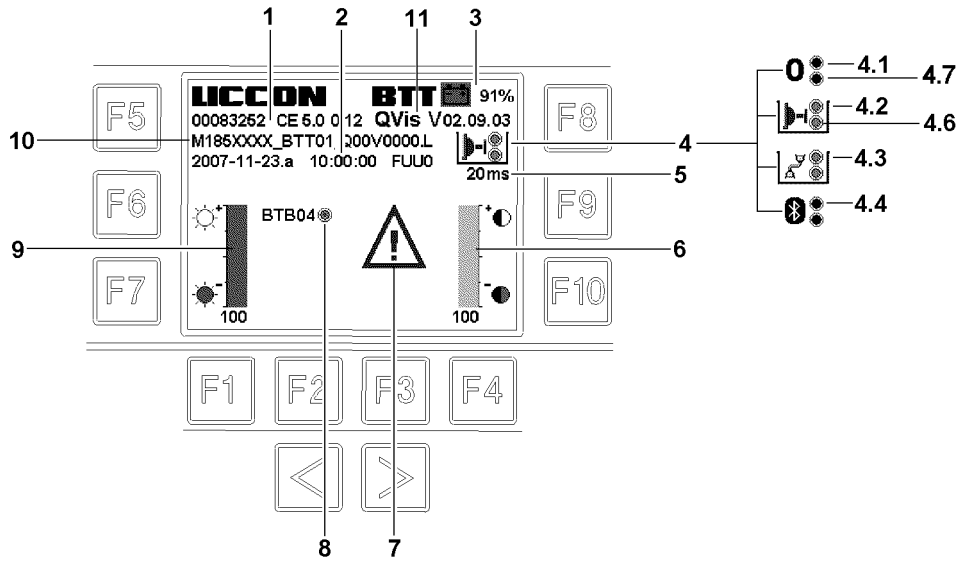 1 2 11 3
F5 F8
LICCON BTT 91%
00083252 CE 5.0 0 12 QVis V02.09.03
M185XXXX_BTT01 Q00V0000.L
2007-11-23.a 10:00:00 FUU0
20ms
10
4
5
0 4.1
4.7
4.2
4.6
4.3
4.4
F6 F9
BTB04
+ +
9
6
F7 F10
- -
100 100
F1 F2 F3 F4
< >
8 7